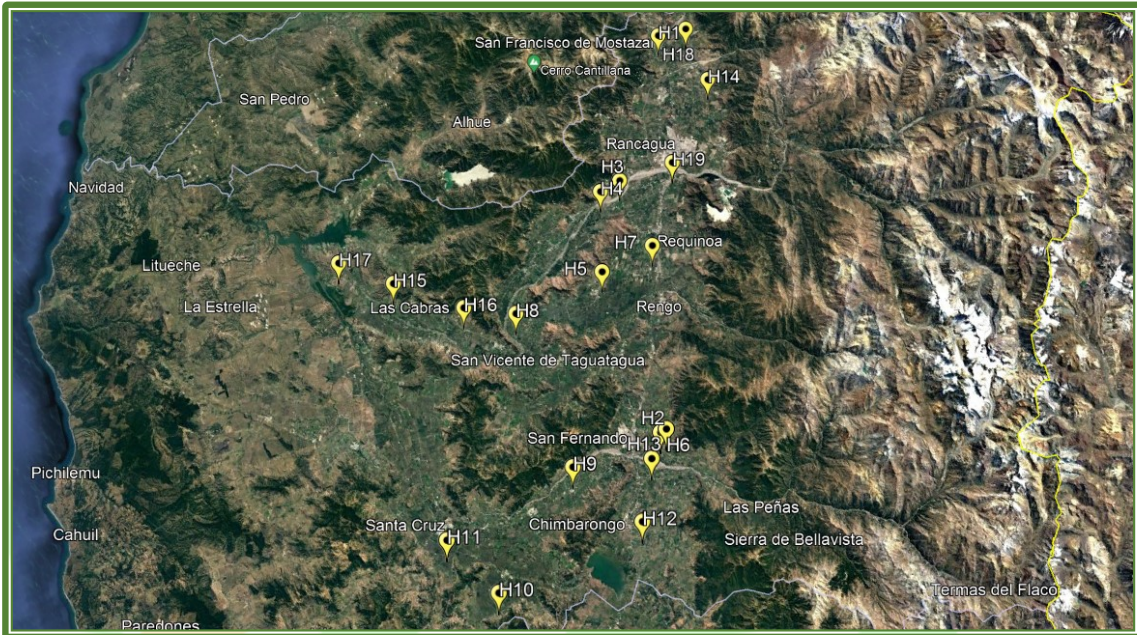 H1
San Francisco de Mostazal
H18
Cerro Cantillana
H14
San Pedro
Alhue
Rancagua
H19
H3
H4
Navidad
H7
Requinoa
Litueche
H17
H5
H15
La Estrella
Las Cabras
H16
H8
Rengo
San Vicente de Taguatagua
H2
San Fernando
H13
H6
H9
Pichilemu
Las Peñas
Santa Cruz
Chimbarongo
H12
Cahuil
H11
Sierra de Bellavista
H10
Termas del Flaco
Paredones